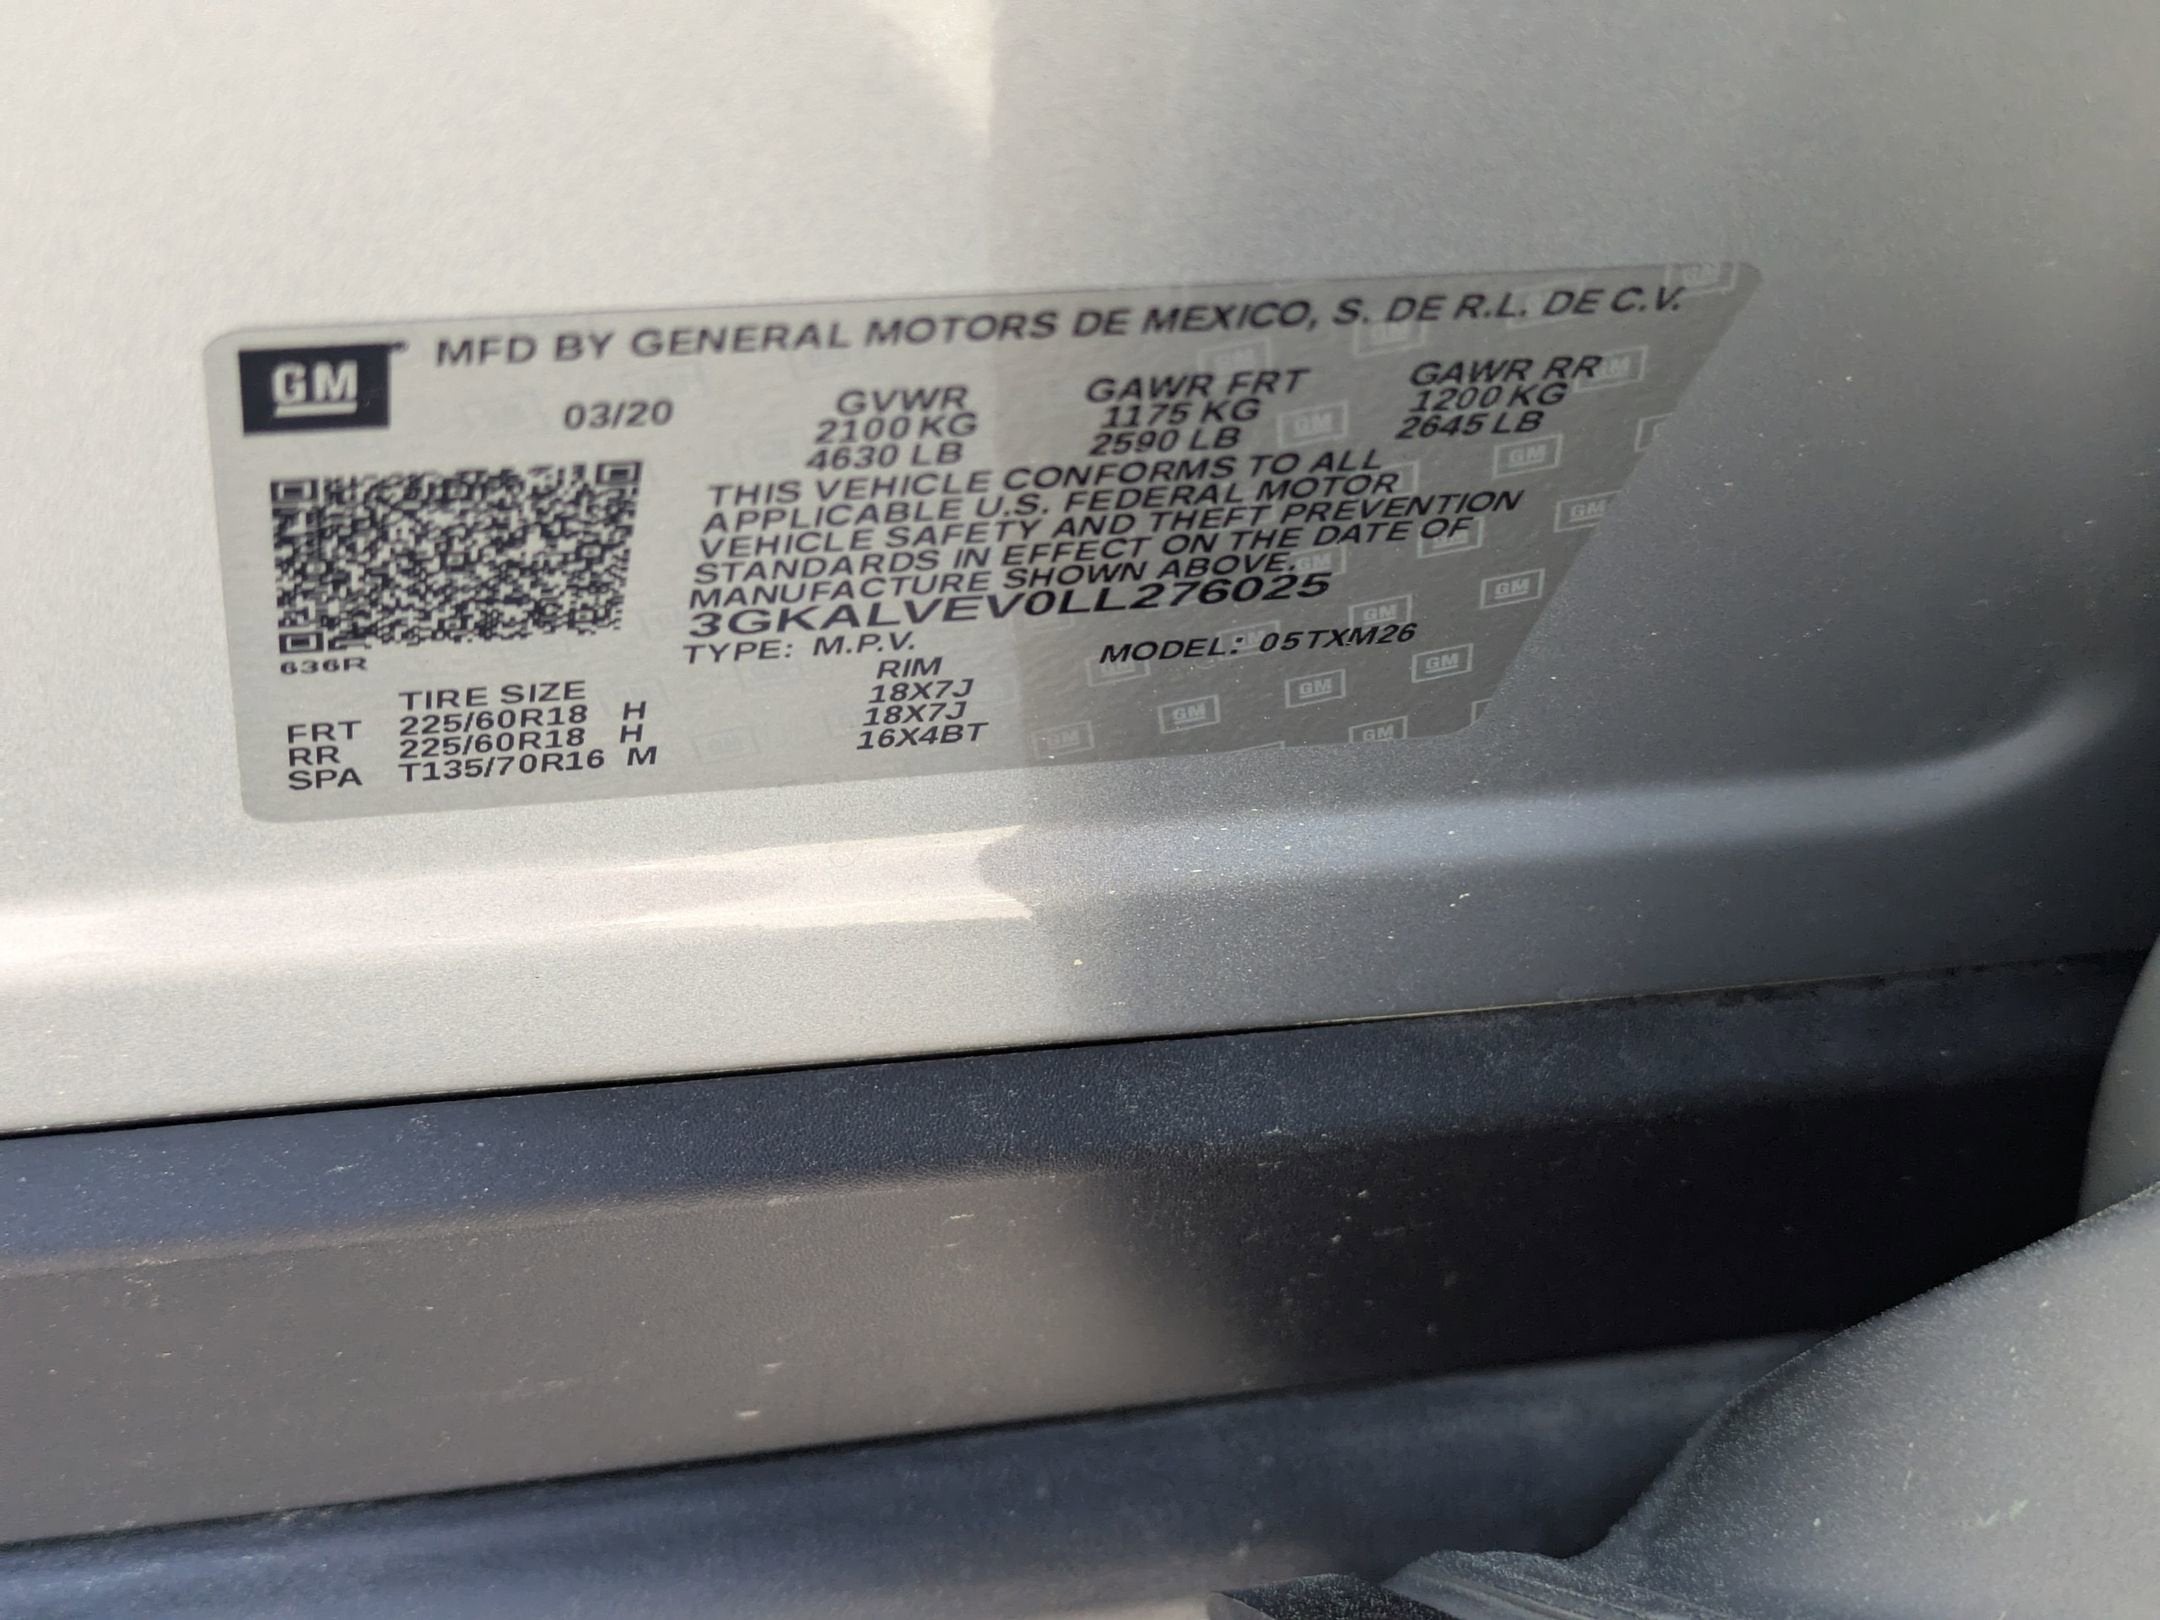 GM MFD BY GENERAL MOTORS DE MEXICO, S. DE R.L. DE C.V.
03/20 GVWR GAWR FRT GAWR RR
2100 KG 1175 KG 1200 KG
4630 LB 2590 LB 2645 LB
THIS VEHICLE CONFORMS TO ALL
APPLICABLE U.S. FEDERAL MOTOR
VEHICLE SAFETY AND THEFT PREVENTION
STANDARDS IN EFFECT ON THE DATE OF
MANUFACTURE SHOWN ABOVE.
3GKALVEV0LL276025
TYPE: M.P.V. MODEL: 05TXM26
636R
TIRE SIZE RIM
FRT 225/60R18 H 18X7J
RR 225/60R18 H 18X7J
SPA T135/70R16 M 16X4BT